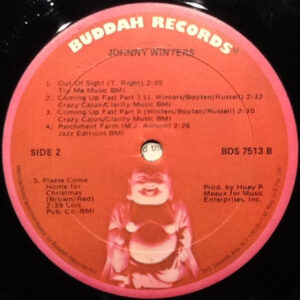 BUDDAH RECORDS
JOHNNY WINTERS
1. Out Of Sight (T. Right) 2:05
Try Me Music BMI
2. Coming Up Fast Part I (J. Winters/Boyten/Russell) 2:32
Crazy Cajun/Clarity Music BMI
3. Coming Up Fast Part II (Winters/Boyten/Russell) 2:30
Crazy Cajun/Clarity Music BMI
4. Parchment Farm (M.J. Allison) 2:26
Jazz Editions BMI
SIDE 2
BDS 7513 B
5. Please Come
Home for
Christmas
(Brown/Red)
2:39 Lois
Pub. Co.-BMI
Prod. by Huey P.
Meaux for Music
Enterprises, Inc.